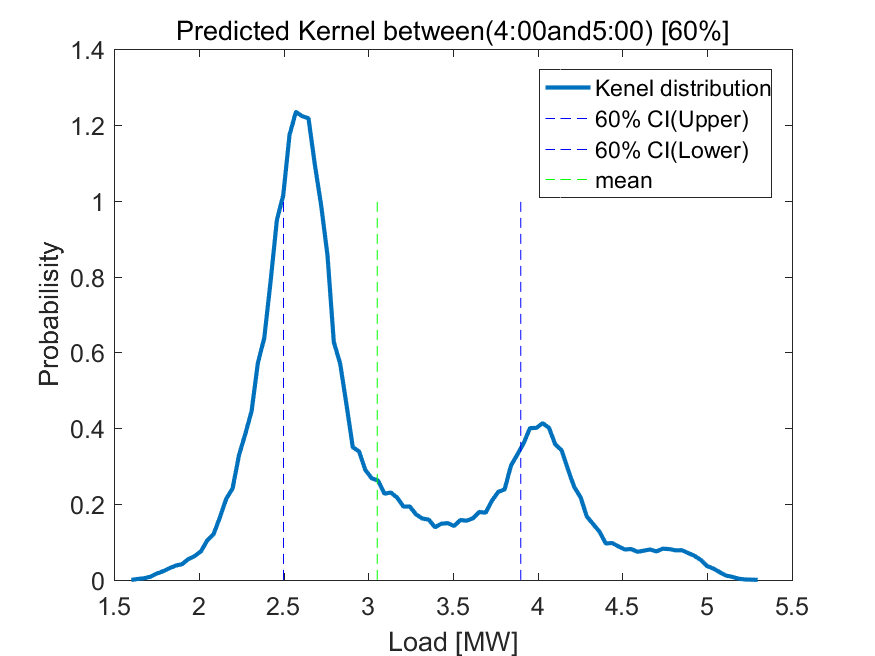 Predicted Kernel between(4:00and5:00) [60%]
1.4
1.2
1
0.8
0.6
0.4
0.2
0
Probabilisity
Kenel distribution
60% CI(Upper)
60% CI(Lower)
mean
1.5 2 2.5 3 3.5 4 4.5 5 5.5
Load [MW]